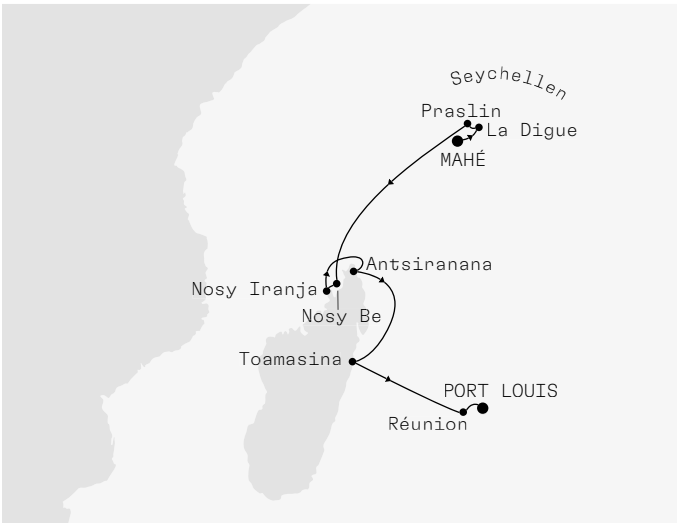 Seychellen
Praslin
La Digue
MAHÉ
Antsiranana
Nosy Iranja
Nosy Be
Toamasina
PORT LOUIS
Réunion